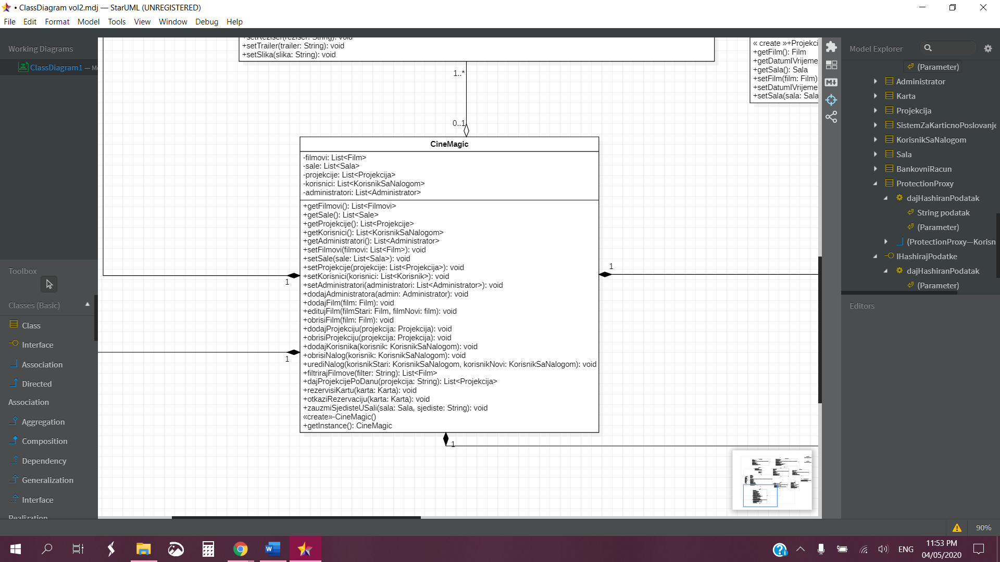 • ClassDiagram vol2.mdj — StarUML (UNREGISTERED)
File Edit Format Model Tools View Window Debug Help
Working Diagrams
ClassDiagram1
+setReziser(reziser: String): void
+setTrailer(trailer: String): void
+setSlika(slika: String): void
1..*
0..1
« create »+Projekci
+getFilm(): Film
+getDatumIVrijeme
+getSala(): Sala
+setFilm(film: Film)
+setDatumIVrijeme
+setSala(sala: Sala
CineMagic
-filmovi: List<Film>
-sale: List<Sala>
-projekcije: List<Projekcija>
-korisnici: List<KorisnikSaNalogom>
-administratori: List<Administrator>
+getFilmovi(): List<Filmovi>
+getSale(): List<Sale>
+getProjekcije(): List<Projekcije>
+getKorisnici(): List<KorisnikSaNalogom>
+getAdministratori(): List<Administrator>
+setFilmovi(filmovi: List<Film>): void
+setSale(sale: List<Sala>): void
+setProjekcije(projekcije: List<Projekcija>): void
+setKorisnici(korisnici: List<Korisnik>): void
+setAdministratori(administratori: List<Administrator>): void
+dodajAdministratora(admin: Administrator): void
+dodajFilm(film: Film): void
+editujFilm(filmStari: Film, filmNovi: film): void
+obrisiFilm(film: Film): void
+dodajProjekciju(projekcija: Projekcija): void
+obrisiProjekciju(projekcija: Projekcija): void
+dodajKorisnika(korisnik: KorisnikSaNalogom): void
+obrisiNalog(korisnik: KorisnikSaNalogom): void
+urediNalog(korisnikStari: KorisnikSaNalogom, korisnikNovi: KorisnikSaNalogom): void
+filtrirajFilmove(filter: String): List<Film>
+dajProjekcijePoDanu(projekcija: String): List<Projekcija>
+rezervisiKartu(karta: Karta): void
+otkaziRezervaciju(karta: Karta): void
+zauzmiSjedisteUSali(sala: Sala, sjediste: String): void
«create»-CineMagic()
+getInstance(): CineMagic
1
1
1
1
Toolbox
Classes (Basic)
Class
Interface
Association
Directed
Association
Aggregation
Composition
Dependency
Generalization
Interface
Realization
Model Explorer
(Parameter)
Administrator
Karta
Projekcija
SistemZaKarticnoPoslovanje
KorisnikSaNalogom
Sala
BankovniRacun
ProtectionProxy
dajHashiranPodatak
String podatak
(Parameter)
(ProtectionProxy—Korisn
IHashirajPodatke
dajHashiranPodatak
(Parameter)
Editors
90%
ENG
11:53 PM
04/05/2020